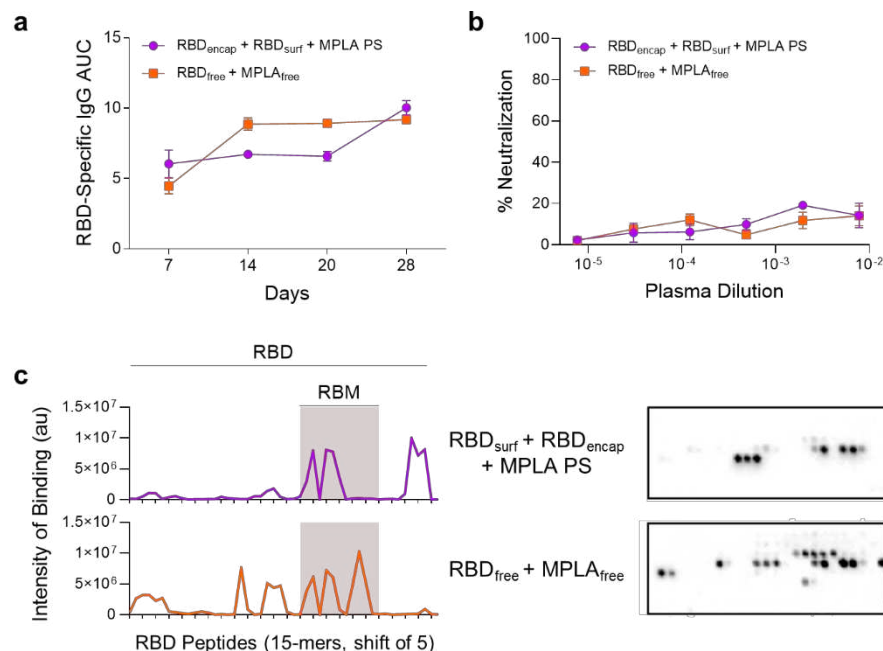 a
RBDencap + RBDsurf + MPLA PS
RBDfree + MPLAfree
RBD-Specific IgG AUC
15
10
5
0
7 14 20 28
Days
b
RBDencap + RBDsurf + MPLA PS
RBDfree + MPLAfree
% Neutralization
100
80
60
40
20
0
10-5 10-4 10-3 10-2
Plasma Dilution
c
RBD
RBM
Intensity of Binding (au)
1.5×10⁷
1×10⁷
5×10⁶
0
1.5×10⁷
1×10⁷
5×10⁶
0
RBD Peptides (15-mers, shift of 5)
RBDsurf + RBDencap
+ MPLA PS
RBDfree + MPLAfree